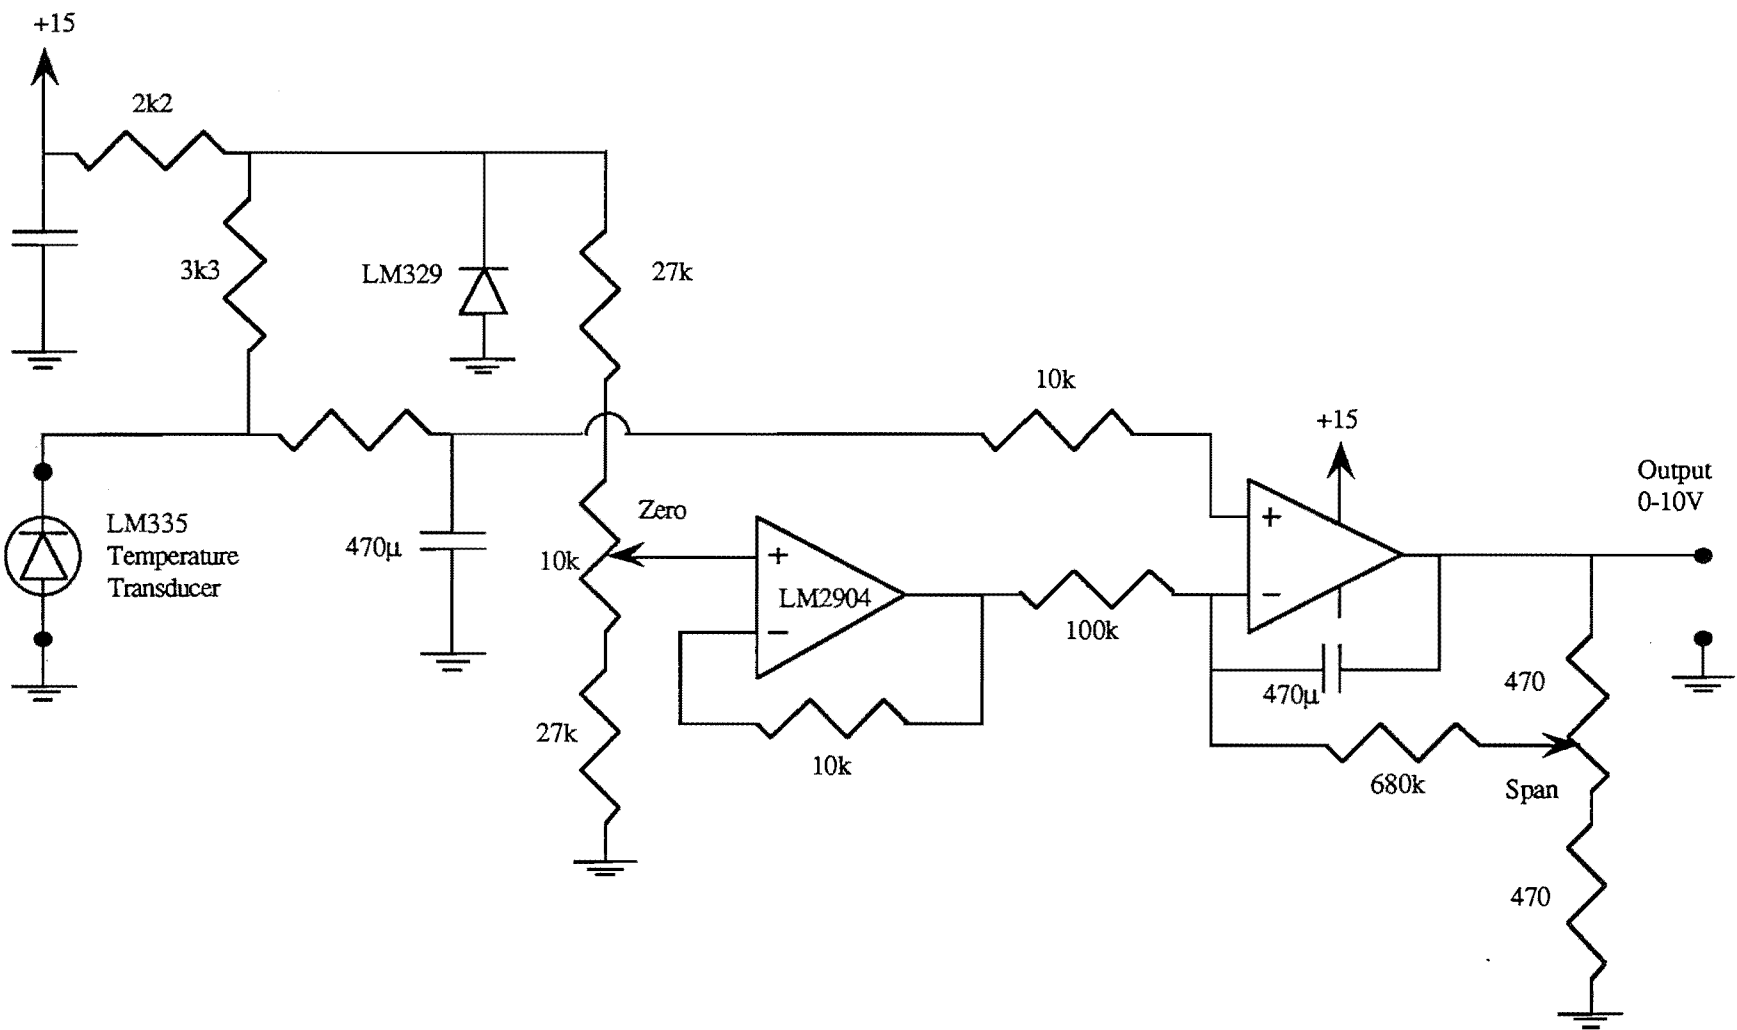 +15
2k2
3k3
LM329
27k
10k
+15
Output
0-10V
LM335
Temperature
Transducer
470µ
10k
Zero
+
LM2904
−
27k
10k
100k
+
−
470µ
680k
470
Span
470